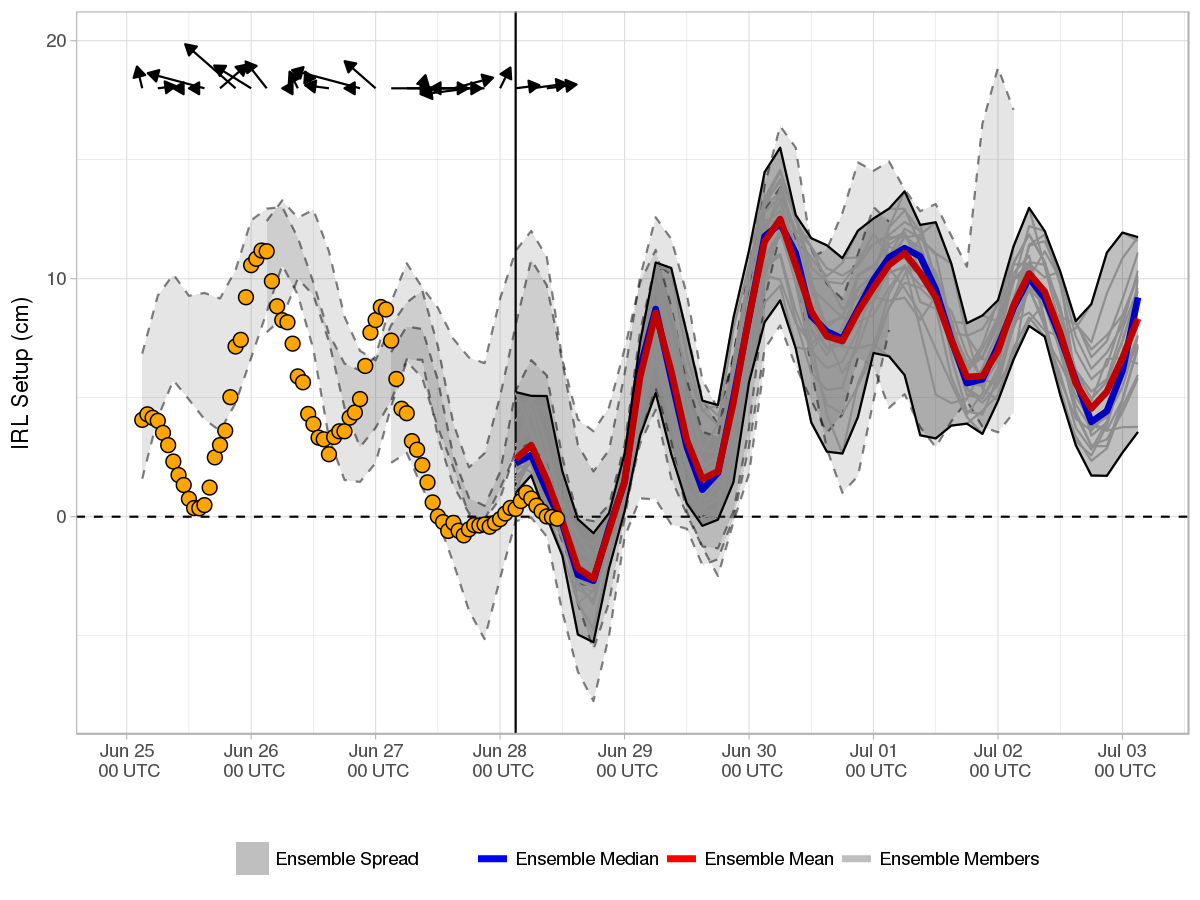 IRL Setup (cm)
20
10
0
Jun 25
00 UTC
Jun 26
00 UTC
Jun 27
00 UTC
Jun 28
00 UTC
Jun 29
00 UTC
Jun 30
00 UTC
Jul 01
00 UTC
Jul 02
00 UTC
Jul 03
00 UTC
Ensemble Spread
Ensemble Median
Ensemble Mean
Ensemble Members